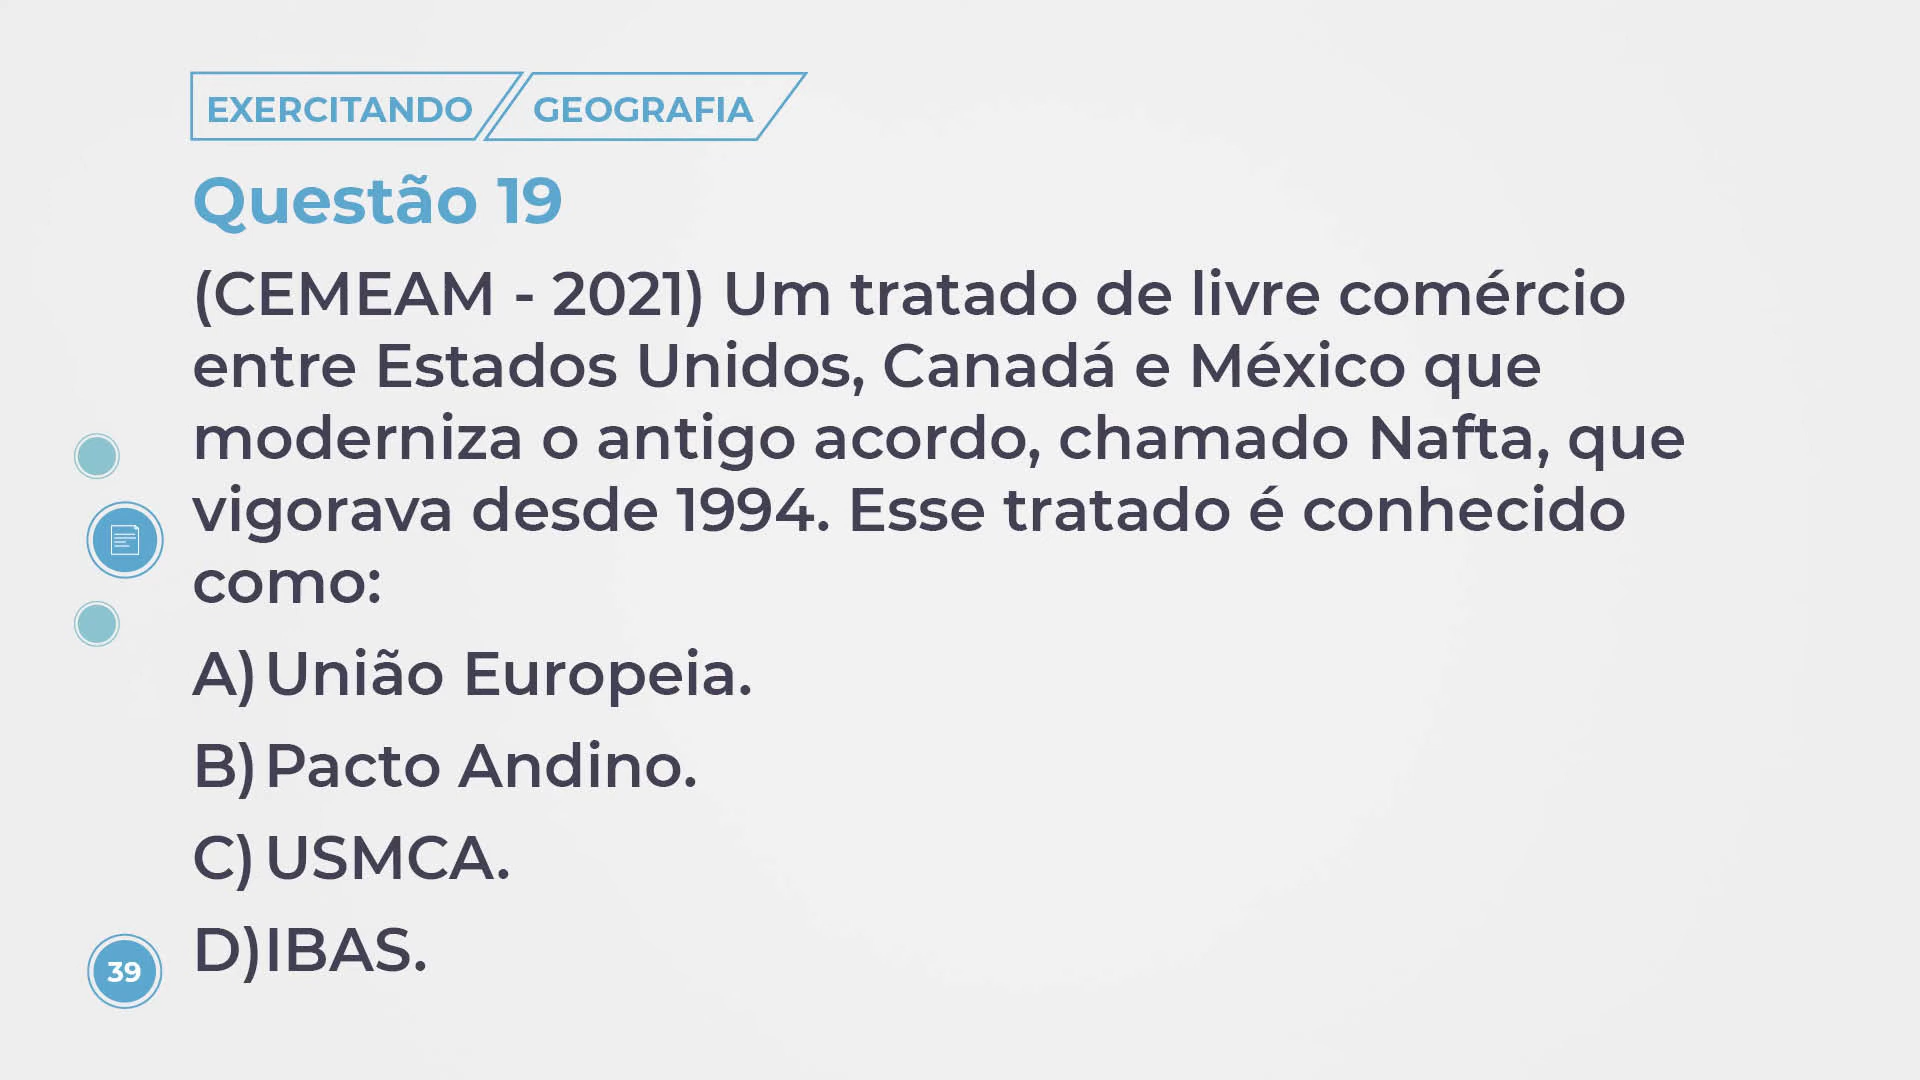 EXERCITANDO GEOGRAFIA
Questão 19
(CEMEAM - 2021) Um tratado de livre comércio
entre Estados Unidos, Canadá e México que
moderniza o antigo acordo, chamado Nafta, que
vigorava desde 1994. Esse tratado é conhecido
como:
A) União Europeia.
B) Pacto Andino.
C) USMCA.
D) IBAS.
39